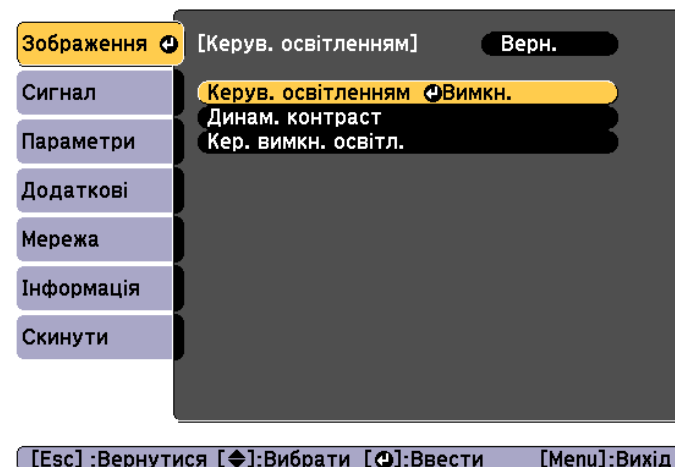 Зображення
[Керув. освітленням] Верн.
Сигнал
Керув. освітленням Вимкн.
Динам. контраст
Параметри
Кер. вимкн. освітл.
Додаткові
Мережа
Інформація
Скинути
[Esc] :Вернутися [ ]:Вибрати [ ]:Ввести [Menu]:Вихід